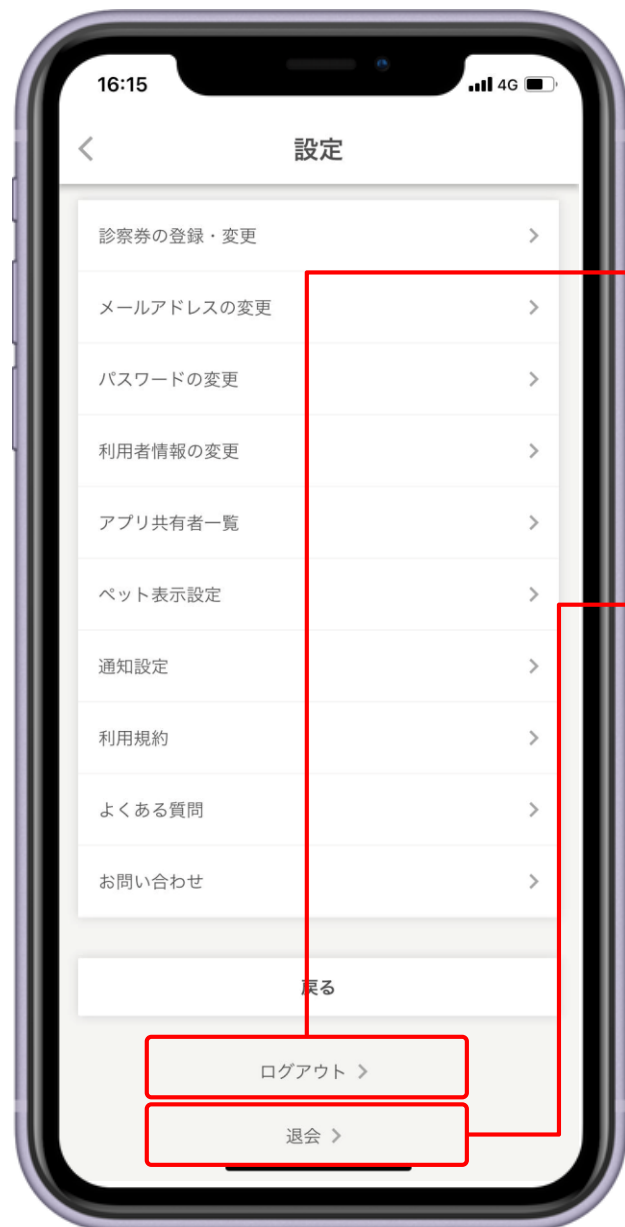 16:15
4G
設定
診察券の登録・変更
メールアドレスの変更
パスワードの変更
利用者情報の変更
アプリ共有者一覧
ペット表示設定
通知設定
利用規約
よくある質問
お問い合わせ
戻る
ログアウト
退会